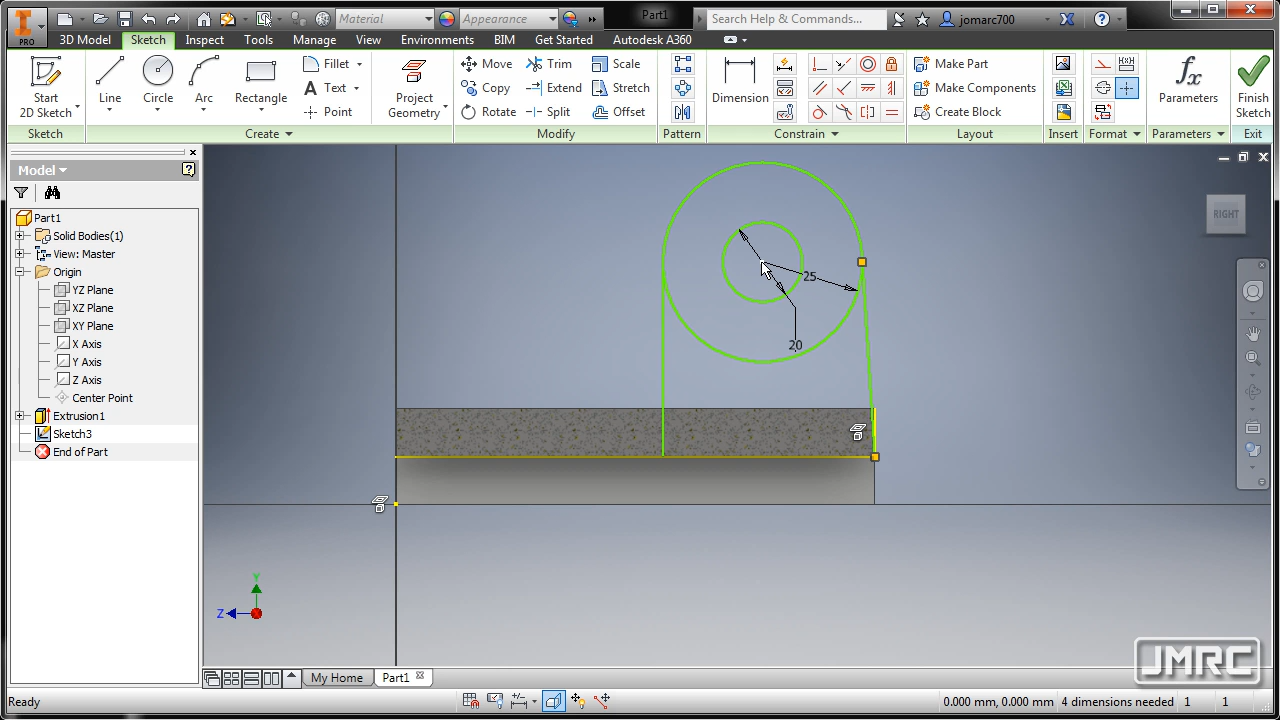 Material
Appearance
Part1
Search Help & Commands...
jomarc700
PRO
3D Model
Sketch
Inspect
Tools
Manage
View
Environments
BIM
Get Started
Autodesk A360
Start
2D Sketch
Line
Circle
Arc
Rectangle
Fillet
Text
Point
Project
Geometry
Move
Copy
Rotate
Trim
Extend
Split
Scale
Stretch
Offset
Dimension
Make Part
Make Components
Create Block
Parameters
Finish
Sketch
Sketch
Create
Modify
Pattern
Constrain
Layout
Insert
Format
Parameters
Exit
Model
Part1
Solid Bodies(1)
View: Master
Origin
YZ Plane
XZ Plane
XY Plane
X Axis
Y Axis
Z Axis
Center Point
Extrusion1
Sketch3
End of Part
RIGHT
25
20
Y
Z
JMRC
My Home
Part1
Ready
0.000 mm, 0.000 mm
4 dimensions needed
1
1